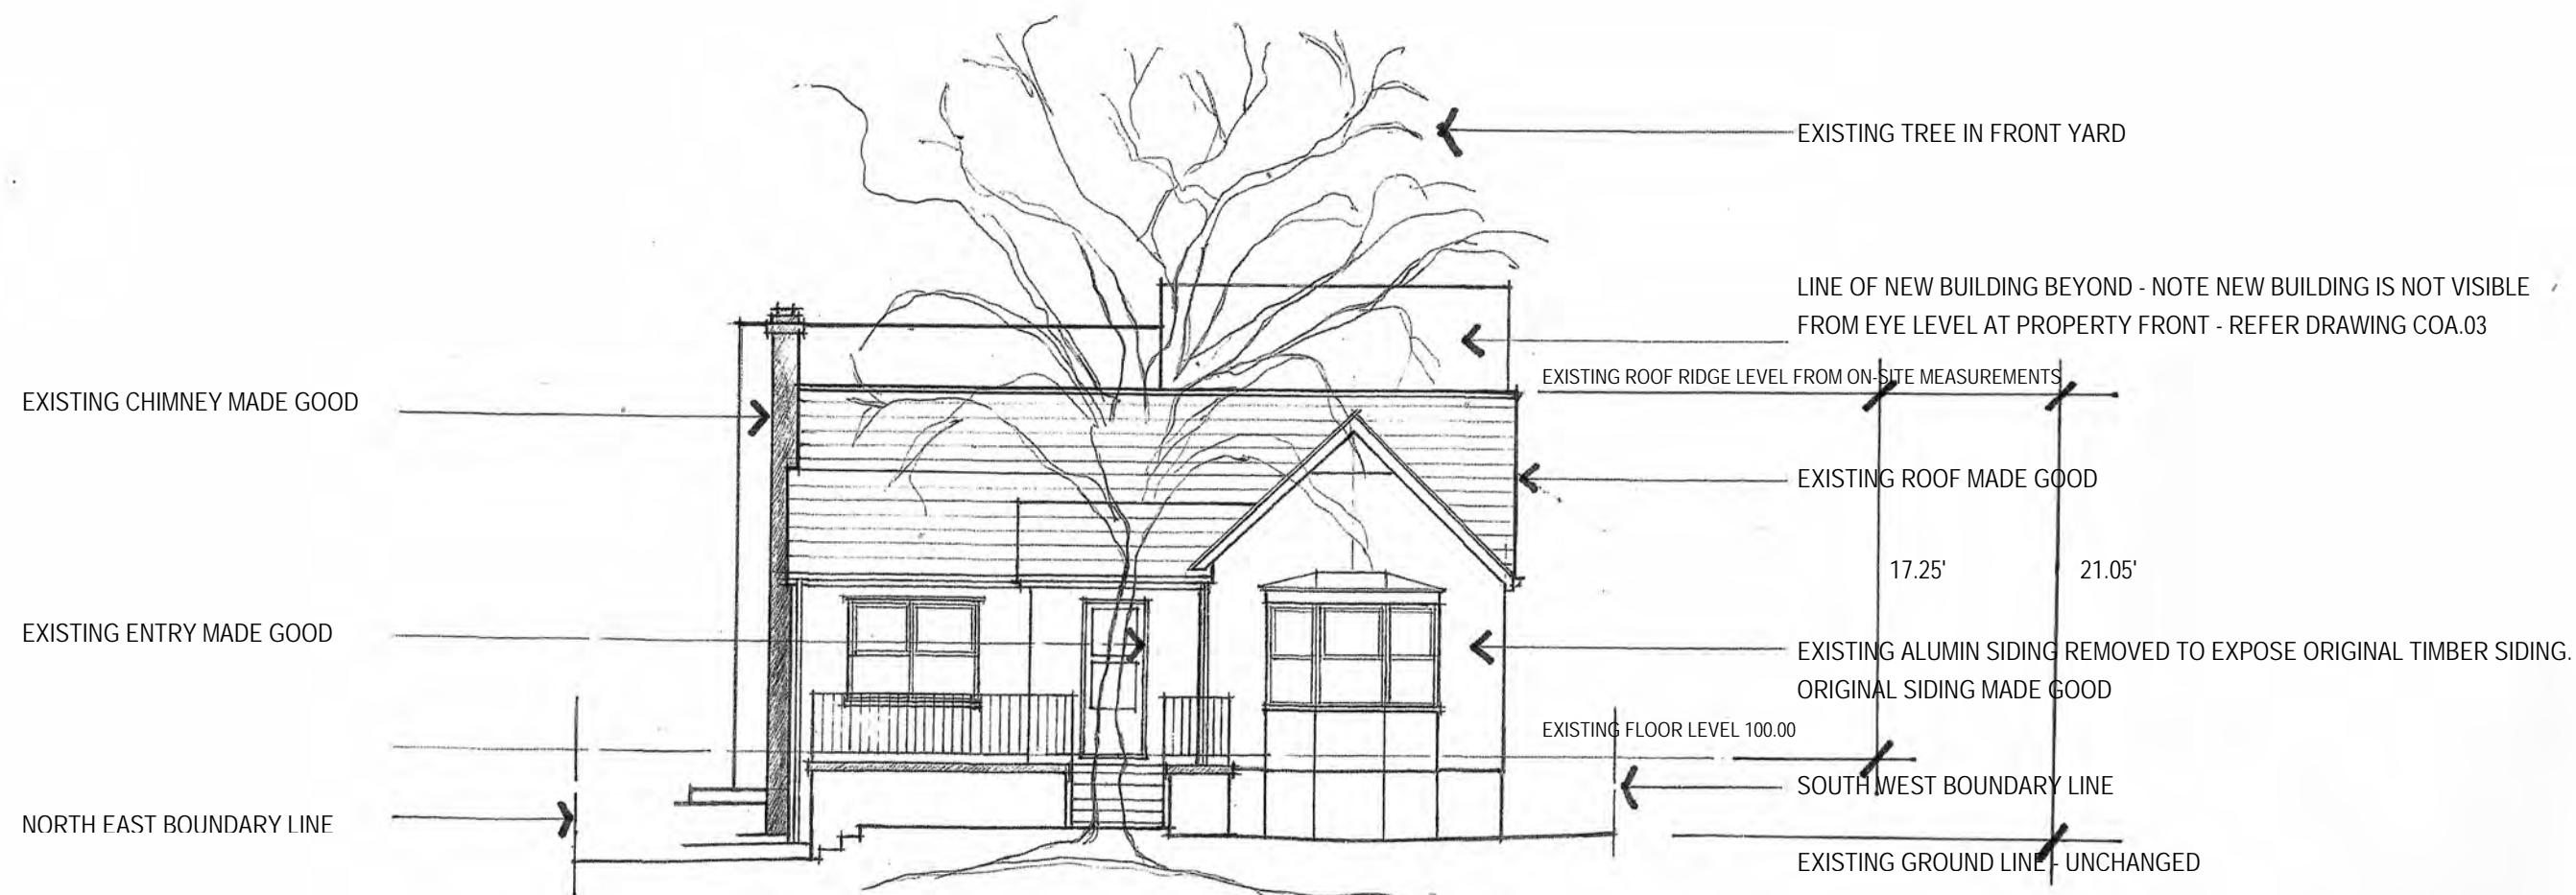 EXISTING TREE IN FRONT YARD
LINE OF NEW BUILDING BEYOND - NOTE NEW BUILDING IS NOT VISIBLE
FROM EYE LEVEL AT PROPERTY FRONT - REFER DRAWING COA.03
EXISTING ROOF RIDGE LEVEL FROM ON-SITE MEASUREMENTS
EXISTING CHIMNEY MADE GOOD
EXISTING ROOF MADE GOOD
17.25'
21.05'
EXISTING ENTRY MADE GOOD
EXISTING ALUMIN SIDING REMOVED TO EXPOSE ORIGINAL TIMBER SIDING.
ORIGINAL SIDING MADE GOOD
EXISTING FLOOR LEVEL 100.00
SOUTH WEST BOUNDARY LINE
NORTH EAST BOUNDARY LINE
EXISTING GROUND LINE - UNCHANGED